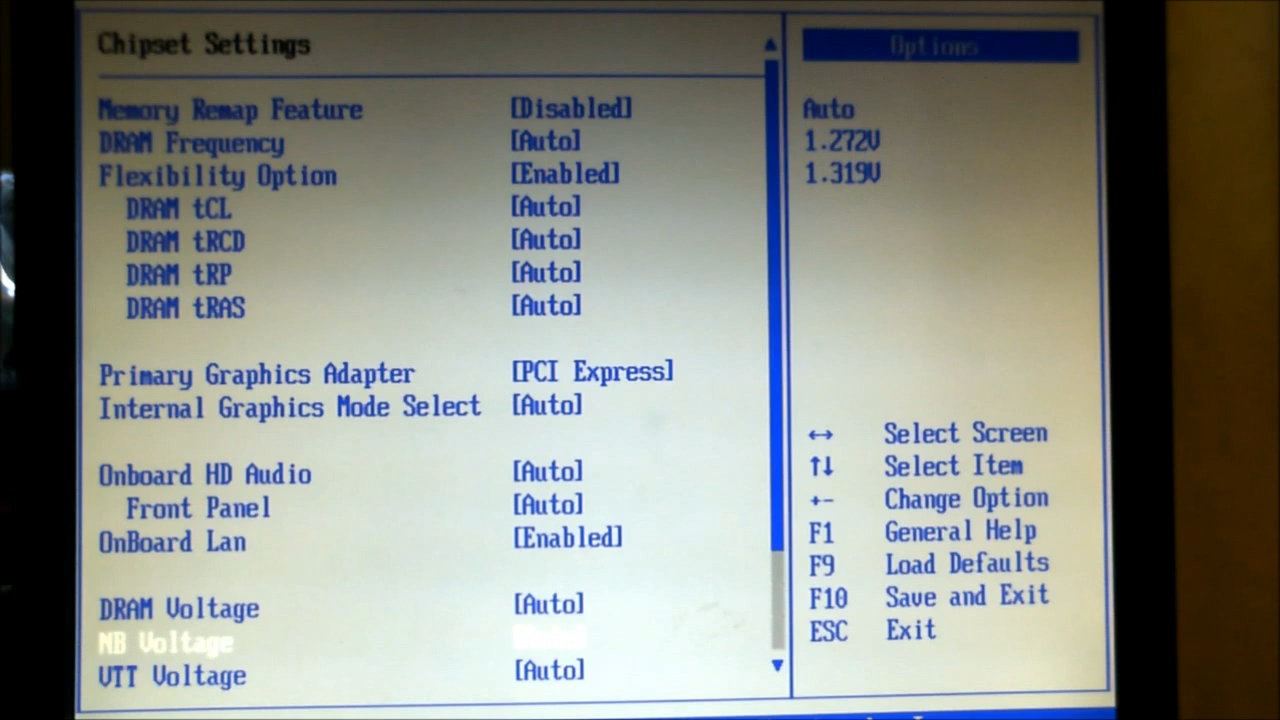 Chipset Settings
Memory Remap Feature [Disabled]
DRAM Frequency [Auto]
Flexibility Option [Enabled]
DRAM tCL [Auto]
DRAM tRCD [Auto]
DRAM tRP [Auto]
DRAM tRAS [Auto]
Primary Graphics Adapter [PCI Express]
Internal Graphics Mode Select [Auto]
Onboard HD Audio [Auto]
Front Panel [Auto]
OnBoard Lan [Enabled]
DRAM Voltage [Auto]
NB Voltage
VTT Voltage [Auto]
Options
Auto
1.272V
1.319V
↔ Select Screen
↑↓ Select Item
+- Change Option
F1 General Help
F9 Load Defaults
F10 Save and Exit
ESC Exit